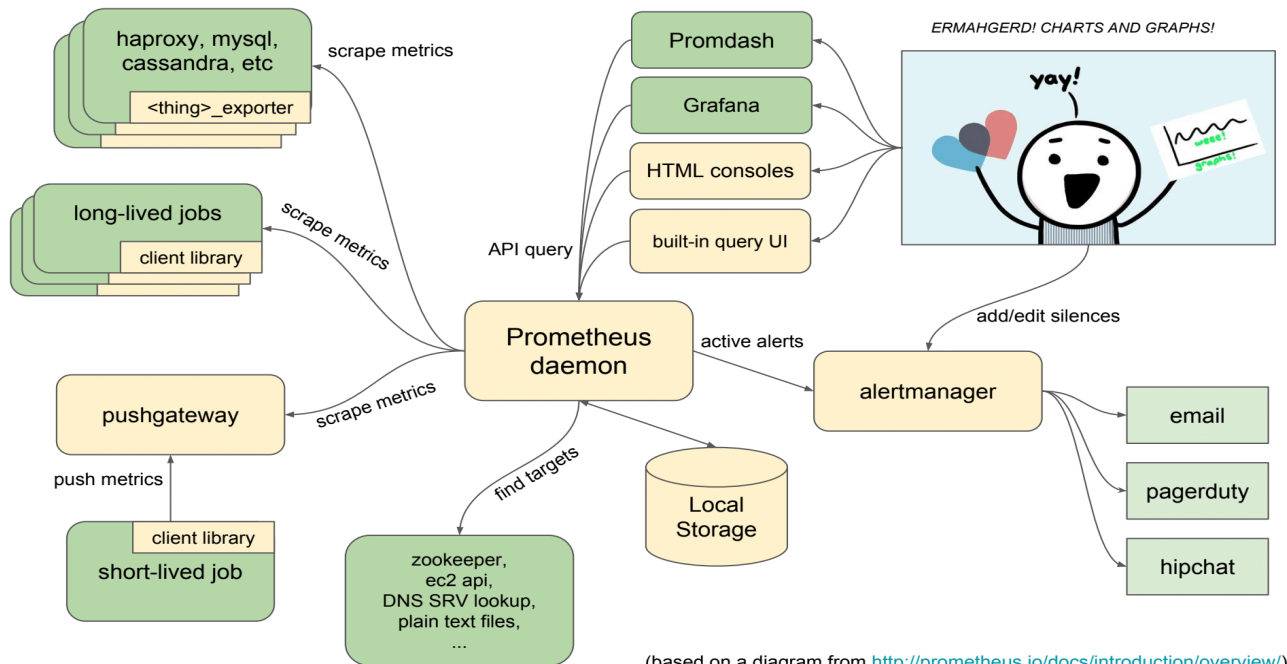 haproxy, mysql,
cassandra, etc
<thing>_exporter
scrape metrics
Promdash
Grafana
HTML consoles
built-in query UI
API query
ERMAHGERD! CHARTS AND GRAPHS!
yay!
weee!
graphs!
long-lived jobs
client library
scrape metrics
Prometheus
daemon
active alerts
add/edit silences
alertmanager
email
pagerduty
hipchat
pushgateway
scrape metrics
push metrics
client library
short-lived job
find targets
zookeeper,
ec2 api,
DNS SRV lookup,
plain text files,
...
Local
Storage
(based on a diagram from http://prometheus.io/docs/introduction/overview/)